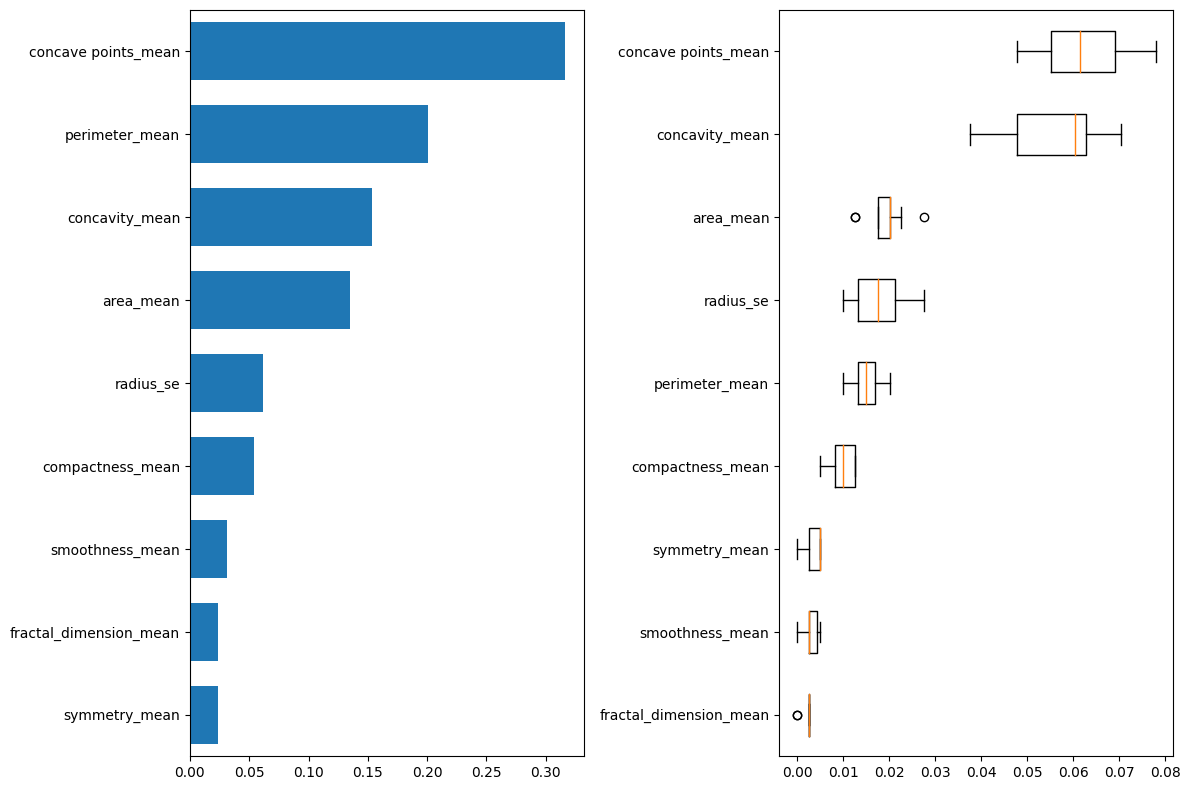 concave points_mean
perimeter_mean
concavity_mean
area_mean
radius_se
compactness_mean
smoothness_mean
fractal_dimension_mean
symmetry_mean
0.00 0.05 0.10 0.15 0.20 0.25 0.30
concave points_mean
concavity_mean
area_mean
radius_se
perimeter_mean
compactness_mean
symmetry_mean
smoothness_mean
fractal_dimension_mean
0.00 0.01 0.02 0.03 0.04 0.05 0.06 0.07 0.08